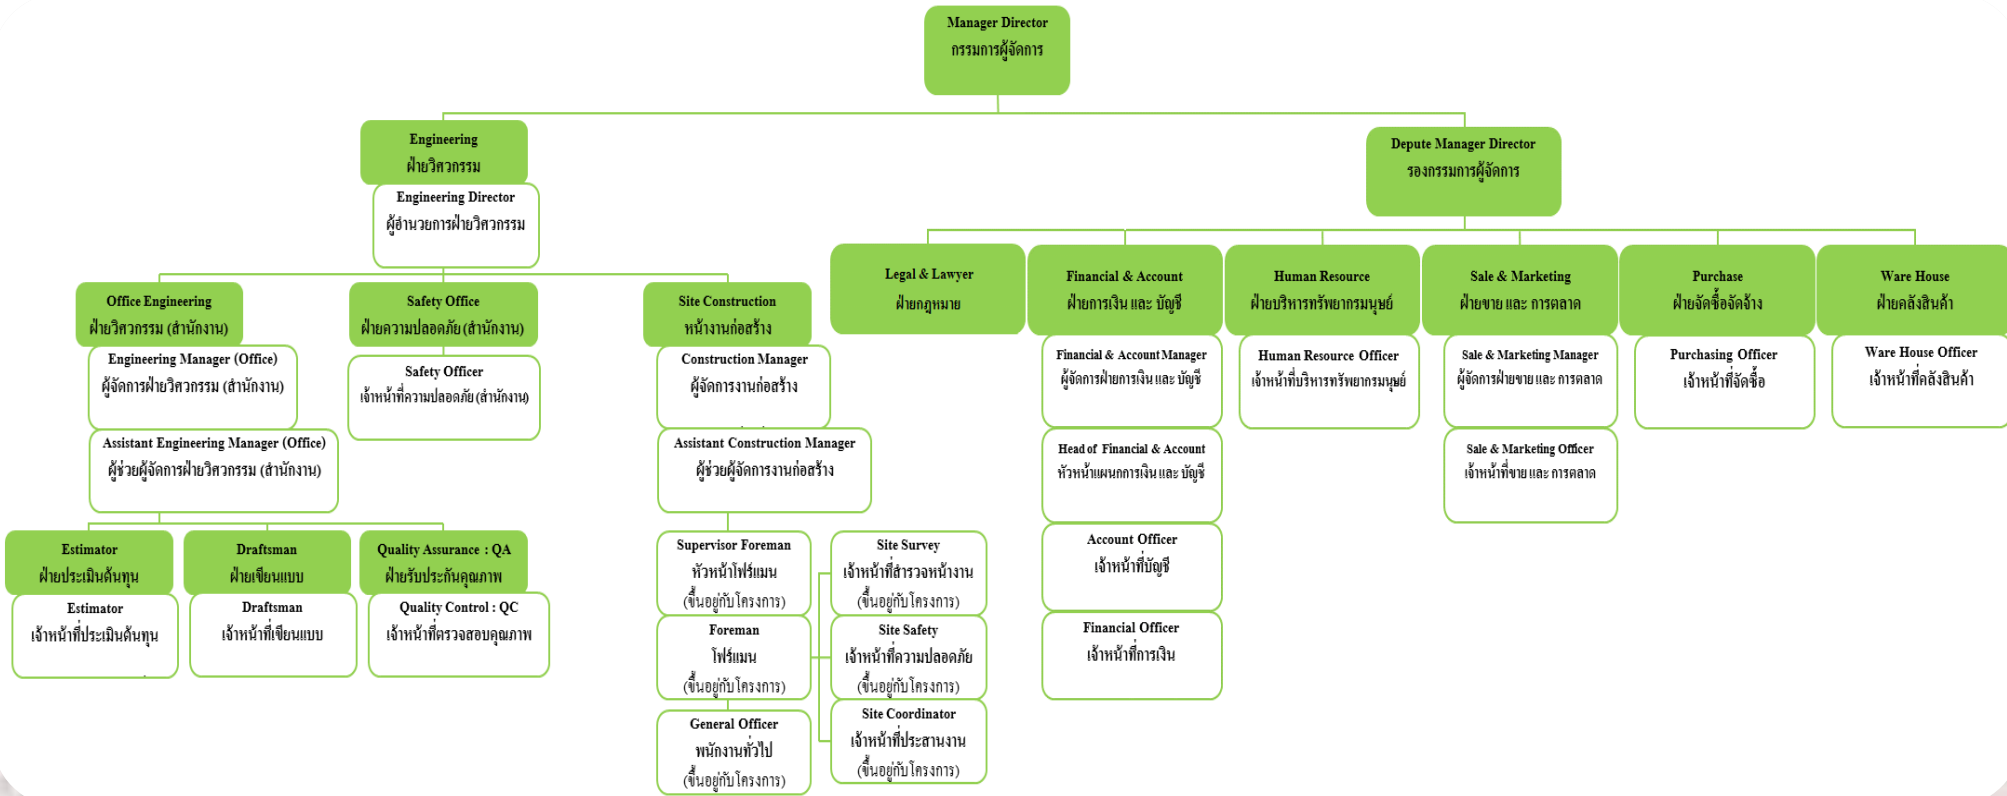 Manager Director
กรรมการผู้จัดการ
Engineering
ฝ่ายวิศวกรรม
Engineering Director
ผู้อำนวยการฝ่ายวิศวกรรม
Depute Manager Director
รองกรรมการผู้จัดการ
Office Engineering
ฝ่ายวิศวกรรม (สำนักงาน)
Engineering Manager (Office)
ผู้จัดการฝ่ายวิศวกรรม (สำนักงาน)
Assistant Engineering Manager (Office)
ผู้ช่วยผู้จัดการฝ่ายวิศวกรรม (สำนักงาน)
Safety Office
ฝ่ายความปลอดภัย (สำนักงาน)
Safety Officer
เจ้าหน้าที่ความปลอดภัย (สำนักงาน)
Site Construction
หน้างานก่อสร้าง
Construction Manager
ผู้จัดการงานก่อสร้าง
Assistant Construction Manager
ผู้ช่วยผู้จัดการงานก่อสร้าง
Estimator
ฝ่ายประเมินต้นทุน
Estimator
เจ้าหน้าที่ประเมินต้นทุน
Draftsman
ฝ่ายเขียนแบบ
Draftsman
เจ้าหน้าที่เขียนแบบ
Quality Assurance : QA
ฝ่ายรับประกันคุณภาพ
Quality Control : QC
เจ้าหน้าที่ตรวจสอบคุณภาพ
Supervisor Foreman
หัวหน้าโฟร์แมน
(ขึ้นอยู่กับโครงการ)
Foreman
โฟร์แมน
(ขึ้นอยู่กับโครงการ)
General Officer
พนักงานทั่วไป
(ขึ้นอยู่กับโครงการ)
Site Survey
เจ้าหน้าที่สำรวจหน้างาน
(ขึ้นอยู่กับโครงการ)
Site Safety
เจ้าหน้าที่ความปลอดภัย
(ขึ้นอยู่กับโครงการ)
Site Coordinator
เจ้าหน้าที่ประสานงาน
(ขึ้นอยู่กับโครงการ)
Legal & Lawyer
ฝ่ายกฎหมาย
Financial & Account
ฝ่ายการเงิน และ บัญชี
Financial & Account Manager
ผู้จัดการฝ่ายการเงิน และ บัญชี
Head of Financial & Account
หัวหน้าแผนกการเงิน และ บัญชี
Account Officer
เจ้าหน้าที่บัญชี
Financial Officer
เจ้าหน้าที่การเงิน
Human Resource
ฝ่ายบริหารทรัพยากรมนุษย์
Human Resource Officer
เจ้าหน้าที่บริหารทรัพยากรมนุษย์
Sale & Marketing
ฝ่ายขาย และ การตลาด
Sale & Marketing Manager
ผู้จัดการฝ่ายขาย และ การตลาด
Sale & Marketing Officer
เจ้าหน้าที่ขาย และ การตลาด
Purchase
ฝ่ายจัดซื้อจัดจ้าง
Purchasing Officer
เจ้าหน้าที่จัดซื้อ
Ware House
ฝ่ายคลังสินค้า
Ware House Officer
เจ้าหน้าที่คลังสินค้า